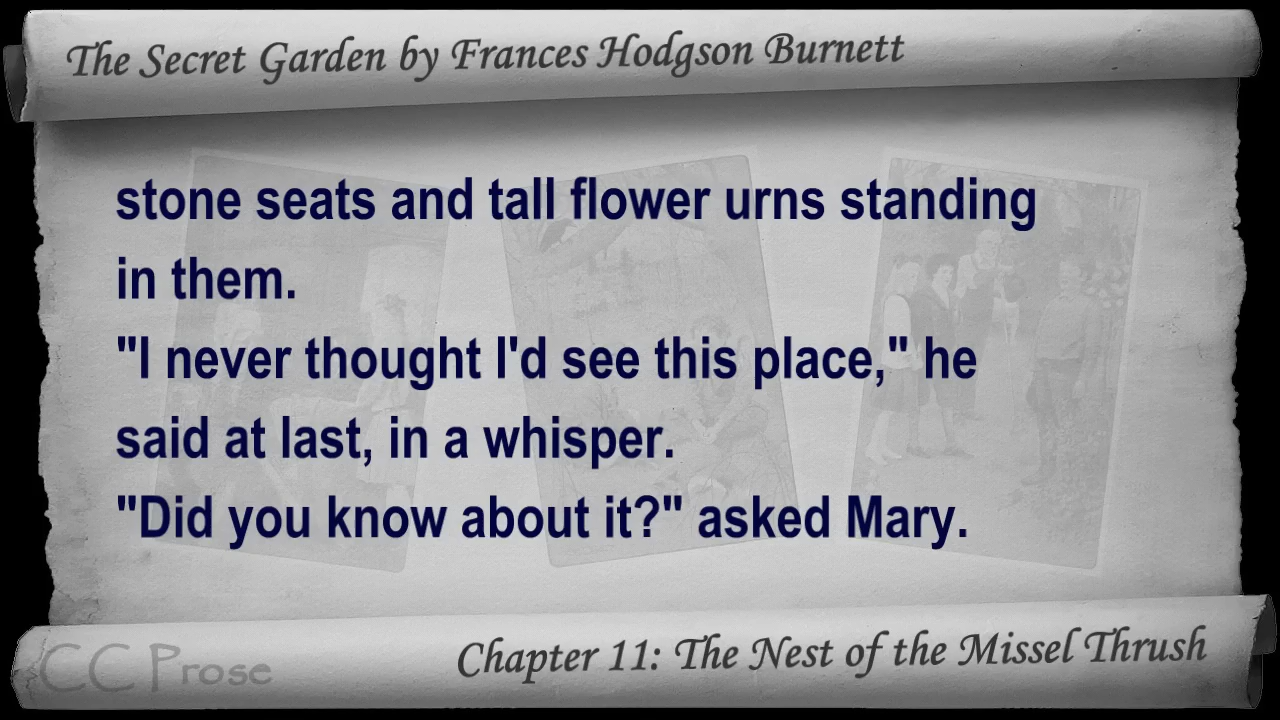 The Secret Garden by Frances Hodgson Burnett
stone seats and tall flower urns standing
in them.
"I never thought I'd see this place," he
said at last, in a whisper.
"Did you know about it?" asked Mary.
CC Prose
Chapter 11: The Nest of the Missel Thrush